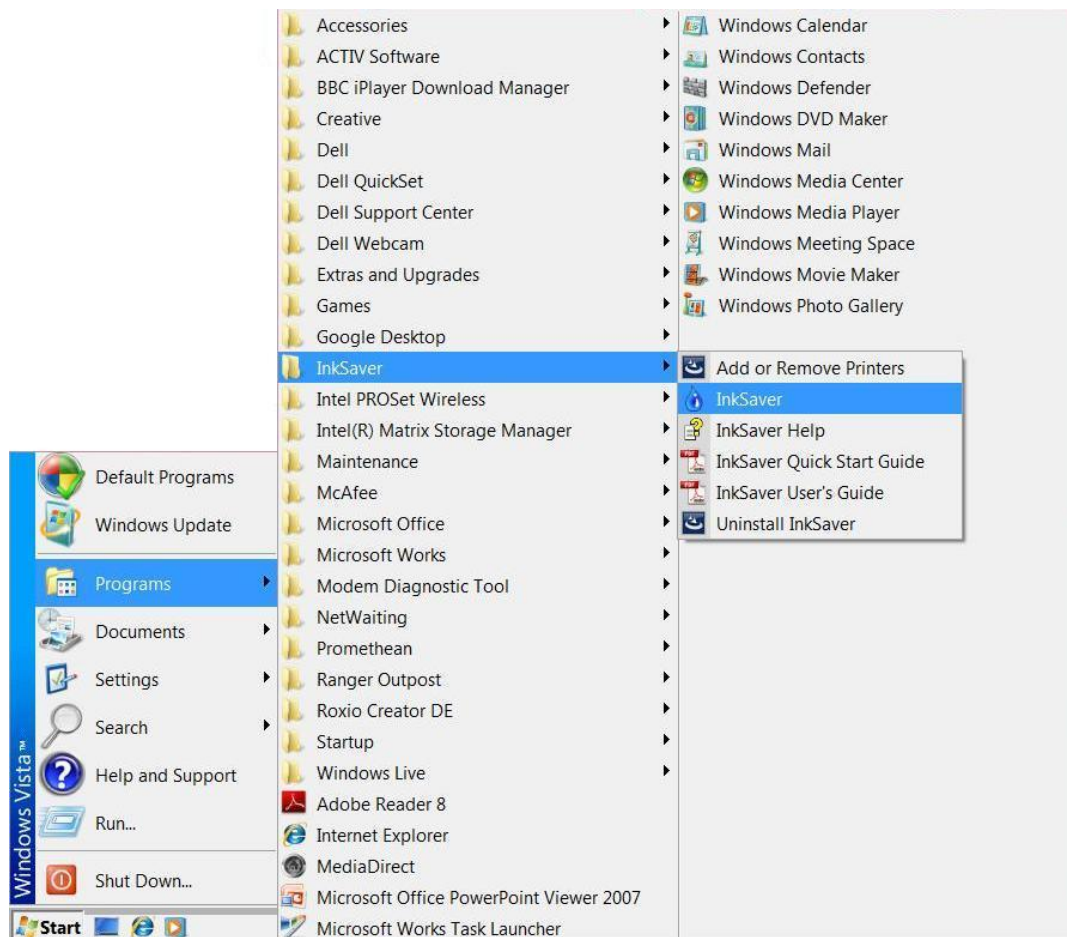 Default Programs
Windows Update
Programs
Documents
Settings
Search
Help and Support
Run...
Shut Down...
Windows Vista™
Start
Accessories
ACTIV Software
BBC iPlayer Download Manager
Creative
Dell
Dell QuickSet
Dell Support Center
Dell Webcam
Extras and Upgrades
Games
Google Desktop
InkSaver
Intel PROSet Wireless
Intel(R) Matrix Storage Manager
Maintenance
McAfee
Microsoft Office
Microsoft Works
Modem Diagnostic Tool
NetWaiting
Promethean
Ranger Outpost
Roxio Creator DE
Startup
Windows Live
Adobe Reader 8
Internet Explorer
MediaDirect
Microsoft Office PowerPoint Viewer 2007
Microsoft Works Task Launcher
Windows Calendar
Windows Contacts
Windows Defender
Windows DVD Maker
Windows Mail
Windows Media Center
Windows Media Player
Windows Meeting Space
Windows Movie Maker
Windows Photo Gallery
Add or Remove Printers
InkSaver
InkSaver Help
InkSaver Quick Start Guide
InkSaver User's Guide
Uninstall InkSaver